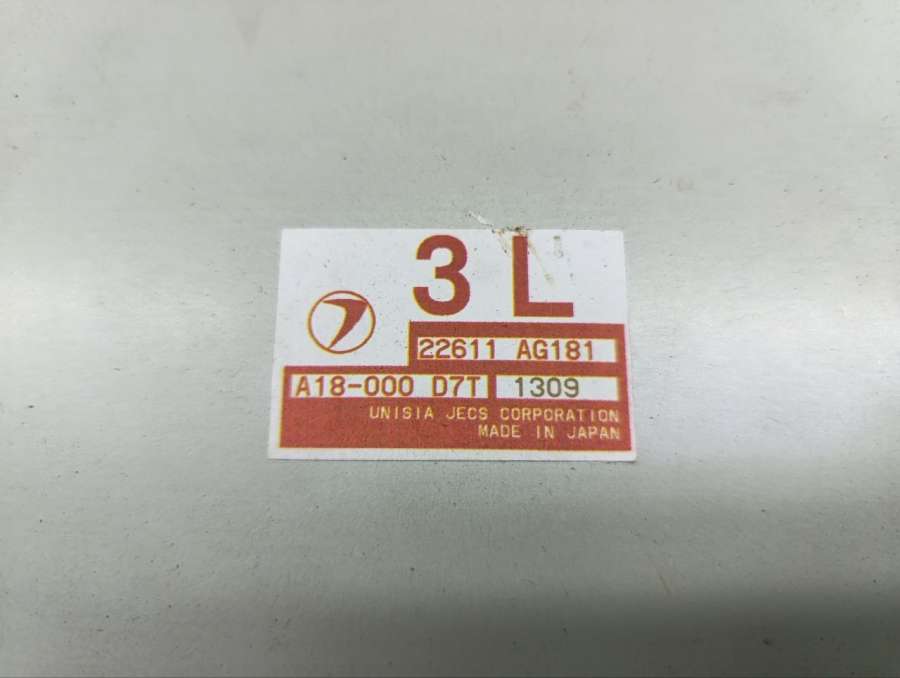 3 L
22611 AG181
A18-000 D7T 1309
UNISIA JECS CORPORATION
MADE IN JAPAN